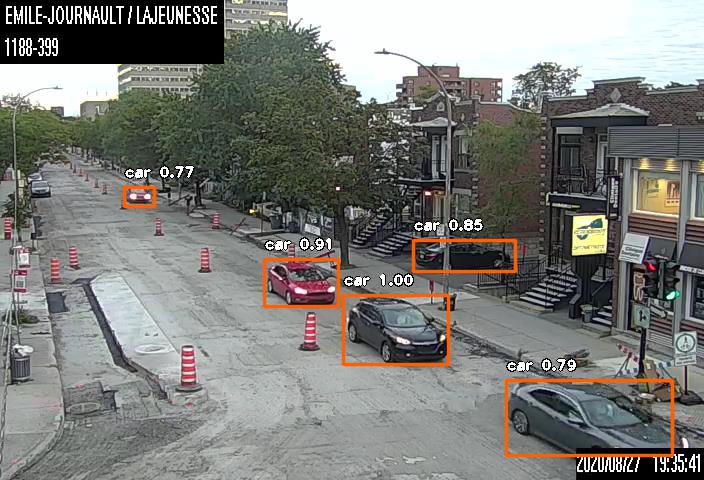 EMILE-JOURNAULT / LAJEUNESSE
1188-399
car 0.77
car 0.85
car 0.91
car 1.00
car 0.79
2020/08/27 19:35:41